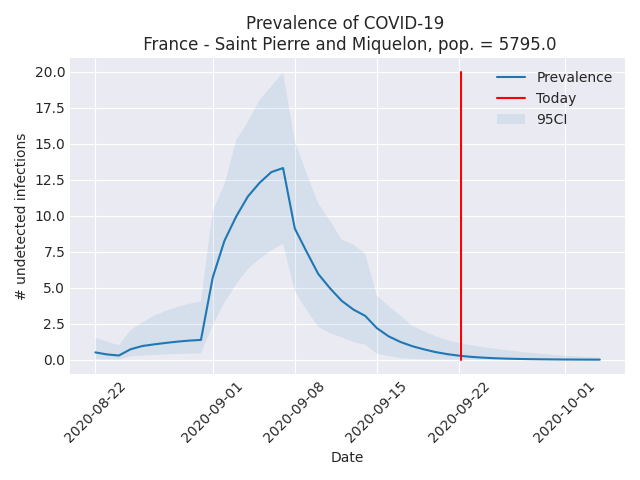 Prevalence of COVID-19
France - Saint Pierre and Miquelon, pop. = 5795.0
20.0
17.5
15.0
12.5
10.0
7.5
5.0
2.5
0.0
# undetected infections
Prevalence
Today
95CI
2020-08-22
2020-09-01
2020-09-08
2020-09-15
2020-09-22
2020-10-01
Date